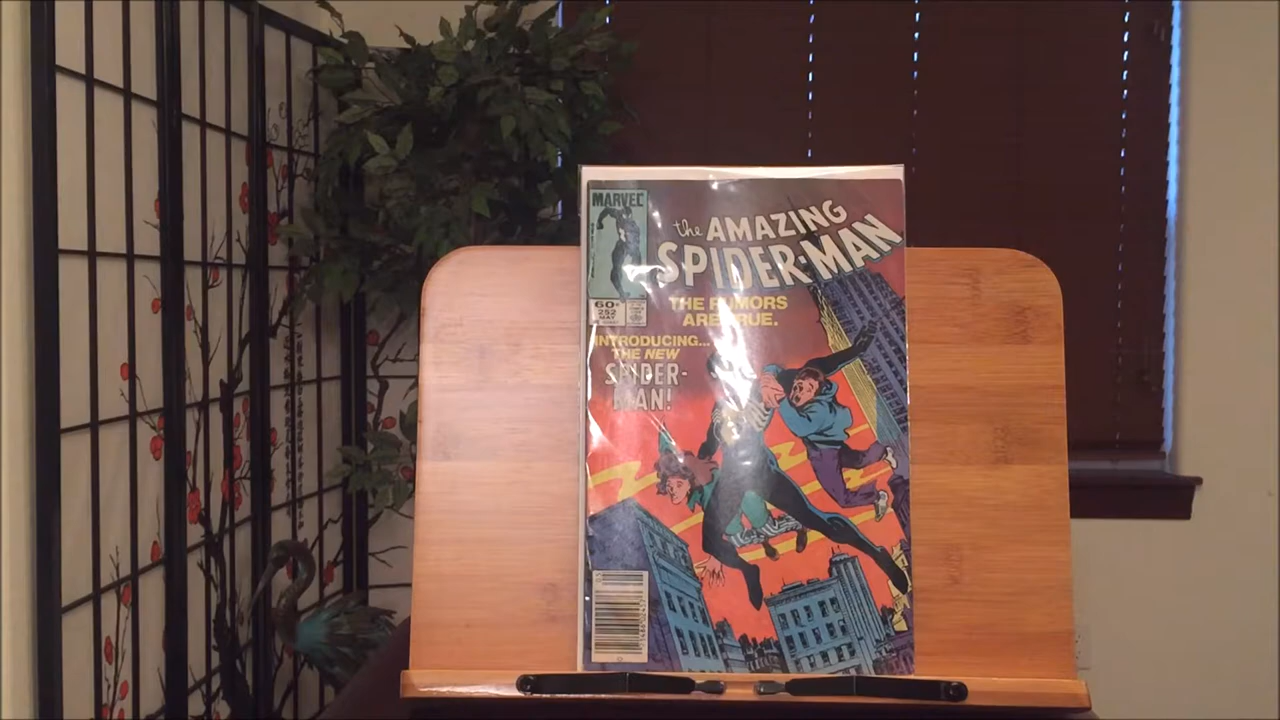 MARVEL
the AMAZING
SPIDER-MAN
60¢
252
MAY
THE RUMORS
ARE TRUE.
INTRODUCING...
THE NEW
SPIDER-
MAN!